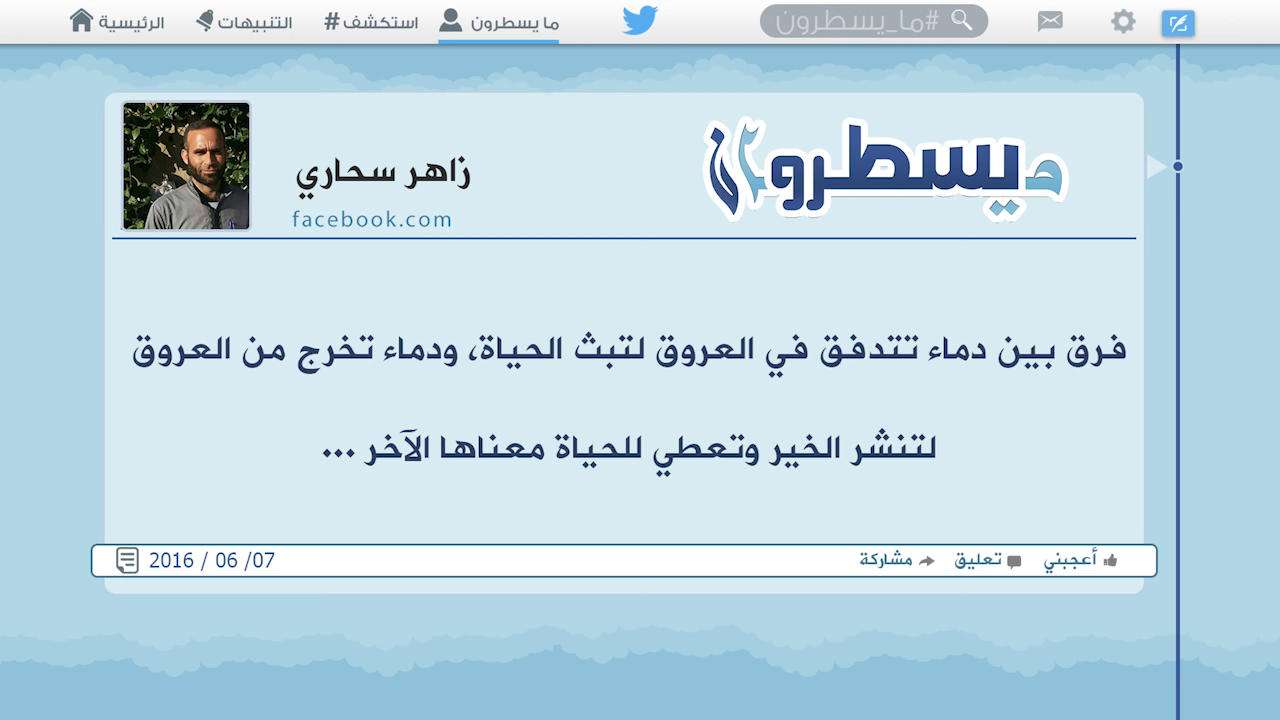 الرئيسية
التنبيهات
استكشف#
ما يسطرون
#ما_يسطرون
زاهر سحاري
facebook.com
فرق بين دماء تتدفق في العروق لتبث الحياة، ودماء تخرج من العروق
لتنشر الخير وتعطي للحياة معناها الآخر ...
أعجبني
تعليق
مشاركة
2016 / 06 /07